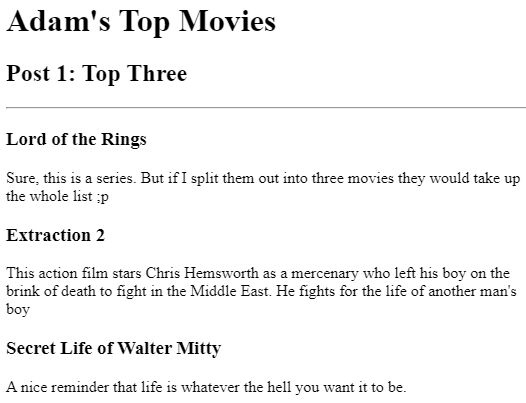 Adam's Top Movies
Post 1: Top Three
Lord of the Rings
Sure, this is a series. But if I split them out into three movies they would take up
the whole list ;p
Extraction 2
This action film stars Chris Hemsworth as a mercenary who left his boy on the
brink of death to fight in the Middle East. He fights for the life of another man's
boy
Secret Life of Walter Mitty
A nice reminder that life is whatever the hell you want it to be.